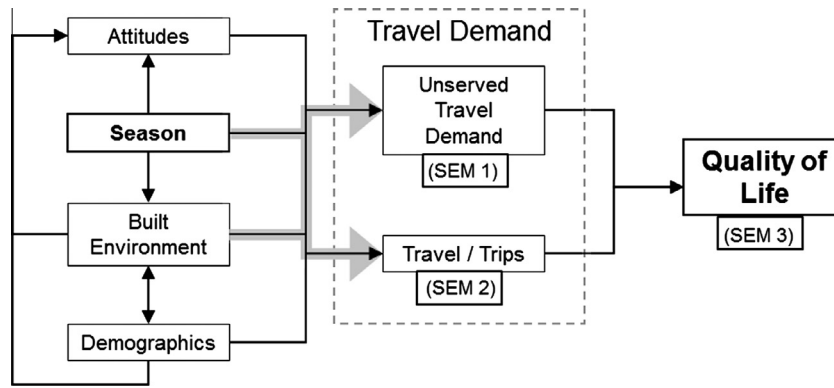 Travel Demand
Attitudes
Season
Built
Environment
Demographics
Unserved
Travel
Demand
(SEM 1)
Travel / Trips
(SEM 2)
Quality of
Life
(SEM 3)